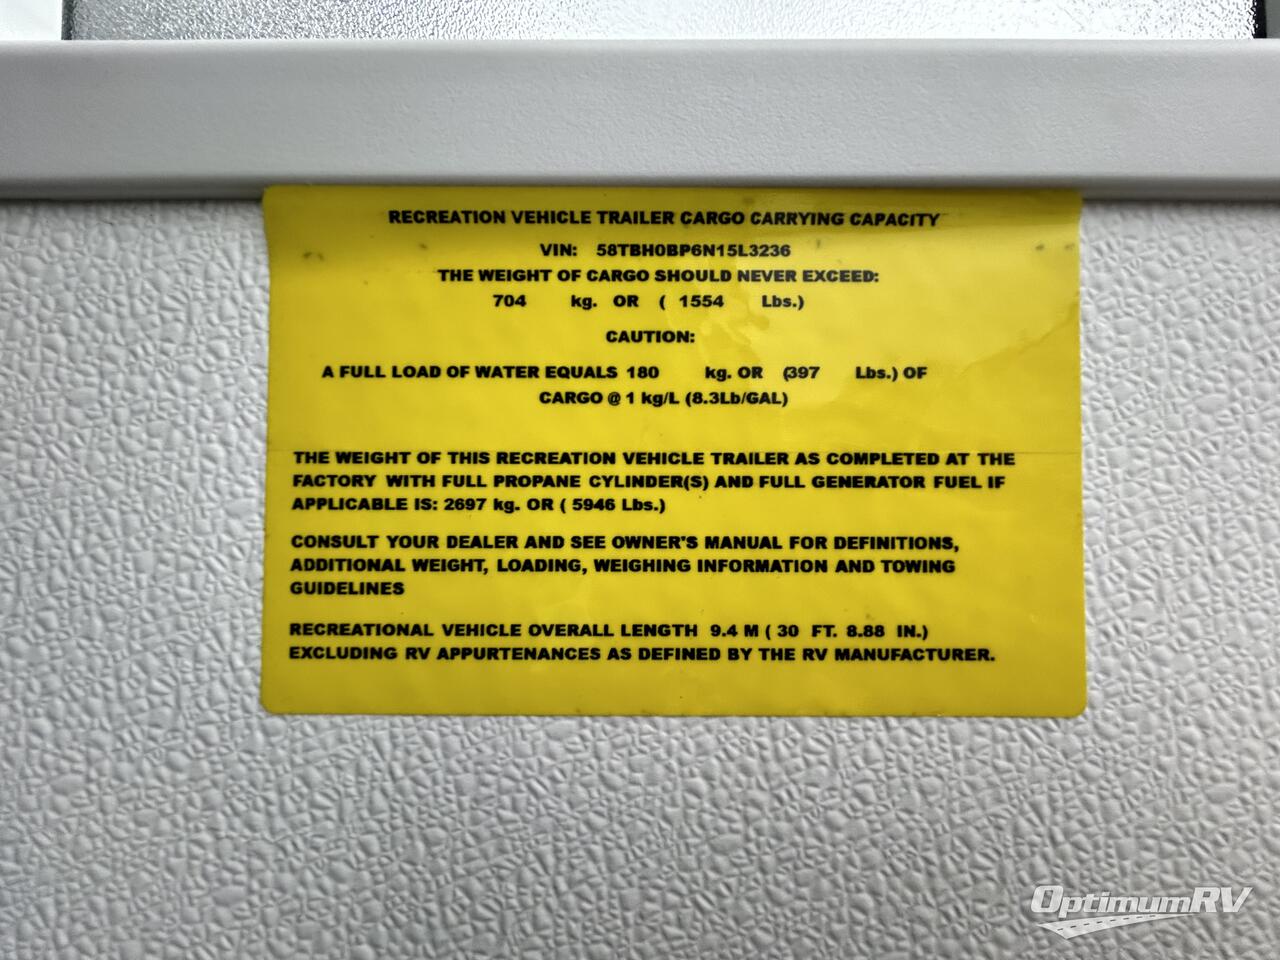 RECREATION VEHICLE TRAILER CARGO CARRYING CAPACITY
VIN: 58TBH0BP6N15L3236
THE WEIGHT OF CARGO SHOULD NEVER EXCEED:
704 kg. OR ( 1554 Lbs.)
CAUTION:
A FULL LOAD OF WATER EQUALS 180 kg. OR (397 Lbs.) OF
CARGO @ 1 kg/L (8.3Lb/GAL)
THE WEIGHT OF THIS RECREATION VEHICLE TRAILER AS COMPLETED AT THE
FACTORY WITH FULL PROPANE CYLINDER(S) AND FULL GENERATOR FUEL IF
APPLICABLE IS: 2697 kg. OR ( 5946 Lbs.)
CONSULT YOUR DEALER AND SEE OWNER'S MANUAL FOR DEFINITIONS,
ADDITIONAL WEIGHT, LOADING, WEIGHING INFORMATION AND TOWING
GUIDELINES
RECREATIONAL VEHICLE OVERALL LENGTH 9.4 M ( 30 FT. 8.88 IN.)
EXCLUDING RV APPURTENANCES AS DEFINED BY THE RV MANUFACTURER.
OptimumRV